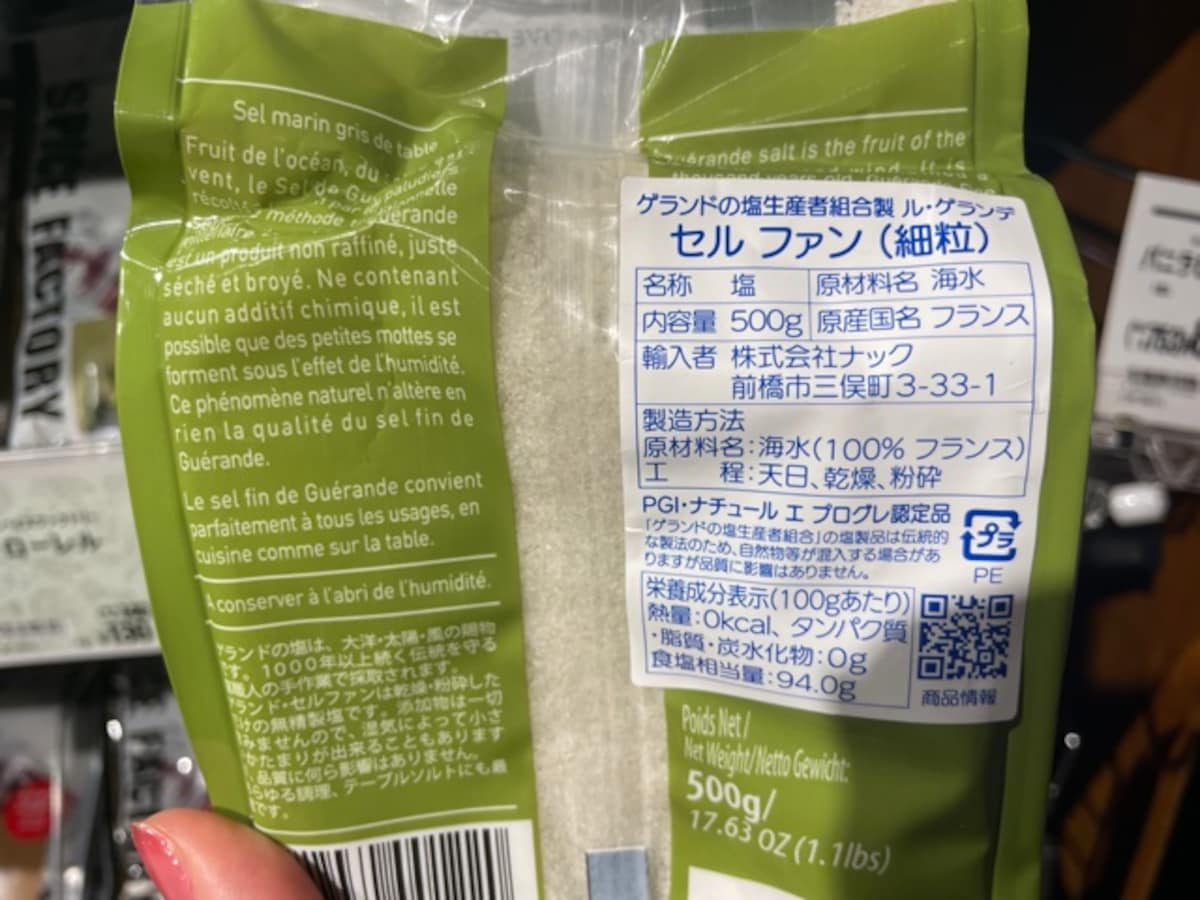 SPICE FACTORY
ローレル
Sel marin gris de table
Fruit de l'océan, du
vent, le Sel de
récolté par
méthode Guérande
est un produit non raffiné, juste
séché et broyé. Ne contenant
aucun additif chimique, il est
possible que des petites mottes se
forment sous l'effet de l'humidité.
Ce phénomène naturel n'altère en
rien la qualité du sel fin de
Guérande.
Le sel fin de Guérande convient
parfaitement à tous les usages, en
cuisine comme sur la table.
A conserver à l'abri de l'humidité.
ランドの塩は、大洋・太陽・風の賜物
す。1000年以上続く伝統を守る
職人の手作業で採取されます。
ランド・セルファンは乾燥・粉砕した
けの無精製塩です。添加物は一切
みませんので、湿気によって小さ
かたまりが出来ることもあります
、品質に何ら影響はありません。
らゆる調理、テーブルソルトにも最
です。
Guérande salt is the fruit of the
ゲランドの塩生産者組合製 ル・ゲランデ
セル ファン (細粒)
名称 塩 原材料名 海水
内容量 500g 原産国名 フランス
輸入者 株式会社ナック
前橋市三俣町3-33-1
製造方法
原材料名:海水(100% フランス)
工 程:天日、乾燥、粉砕
PGI・ナチュール エ プログレ認定品
「ゲランドの塩生産者組合」の塩製品は伝統的
な製法のため、自然物等が混入する場合があ
りますが品質に影響はありません。
プラ
PE
栄養成分表示(100gあたり)
熱量:0kcal、タンパク質
・脂質・炭水化物:0g
食塩相当量:94.0g
商品情報
Poids Net/
Net Weight/Netto Gewicht:
500g/
17.63 OZ (1.1lbs)